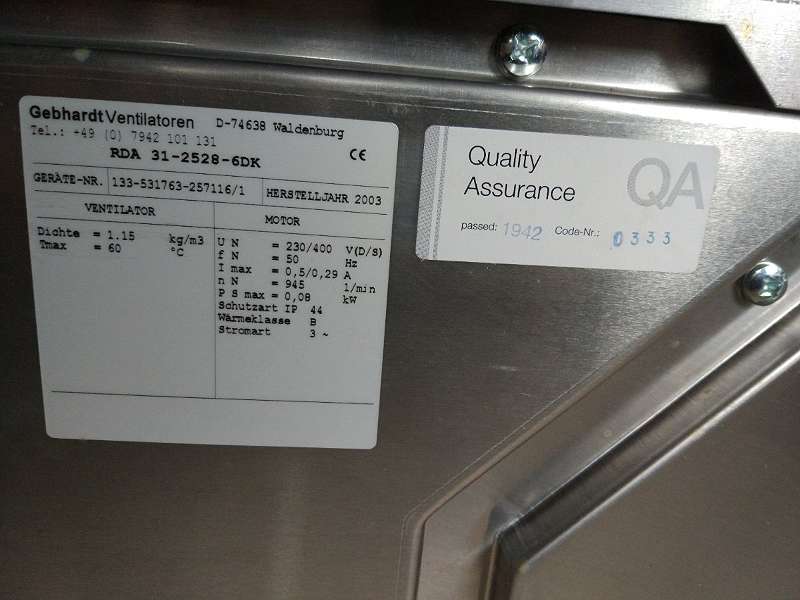 Gebhardt Ventilatoren D-74638 Waldenburg
Tel.: +49 (0) 7942 101 131
RDA 31-2528-6DK CE
GERÄTE-NR. 133-531763-257116/1 HERSTELLJAHR 2003
VENTILATOR
Dichte = 1.15 kg/m3
Tmax = 60 °C
MOTOR
U N = 230/400 V(D/S)
f N = 50 Hz
I max = 0,5/0,29 A
n N = 945 1/min
P S max = 0,08 kW
Schutzart IP 44
Wärmeklasse B
Stromart 3 ~
Quality
Assurance
QA
passed: 1942 Code-Nr.: 0333